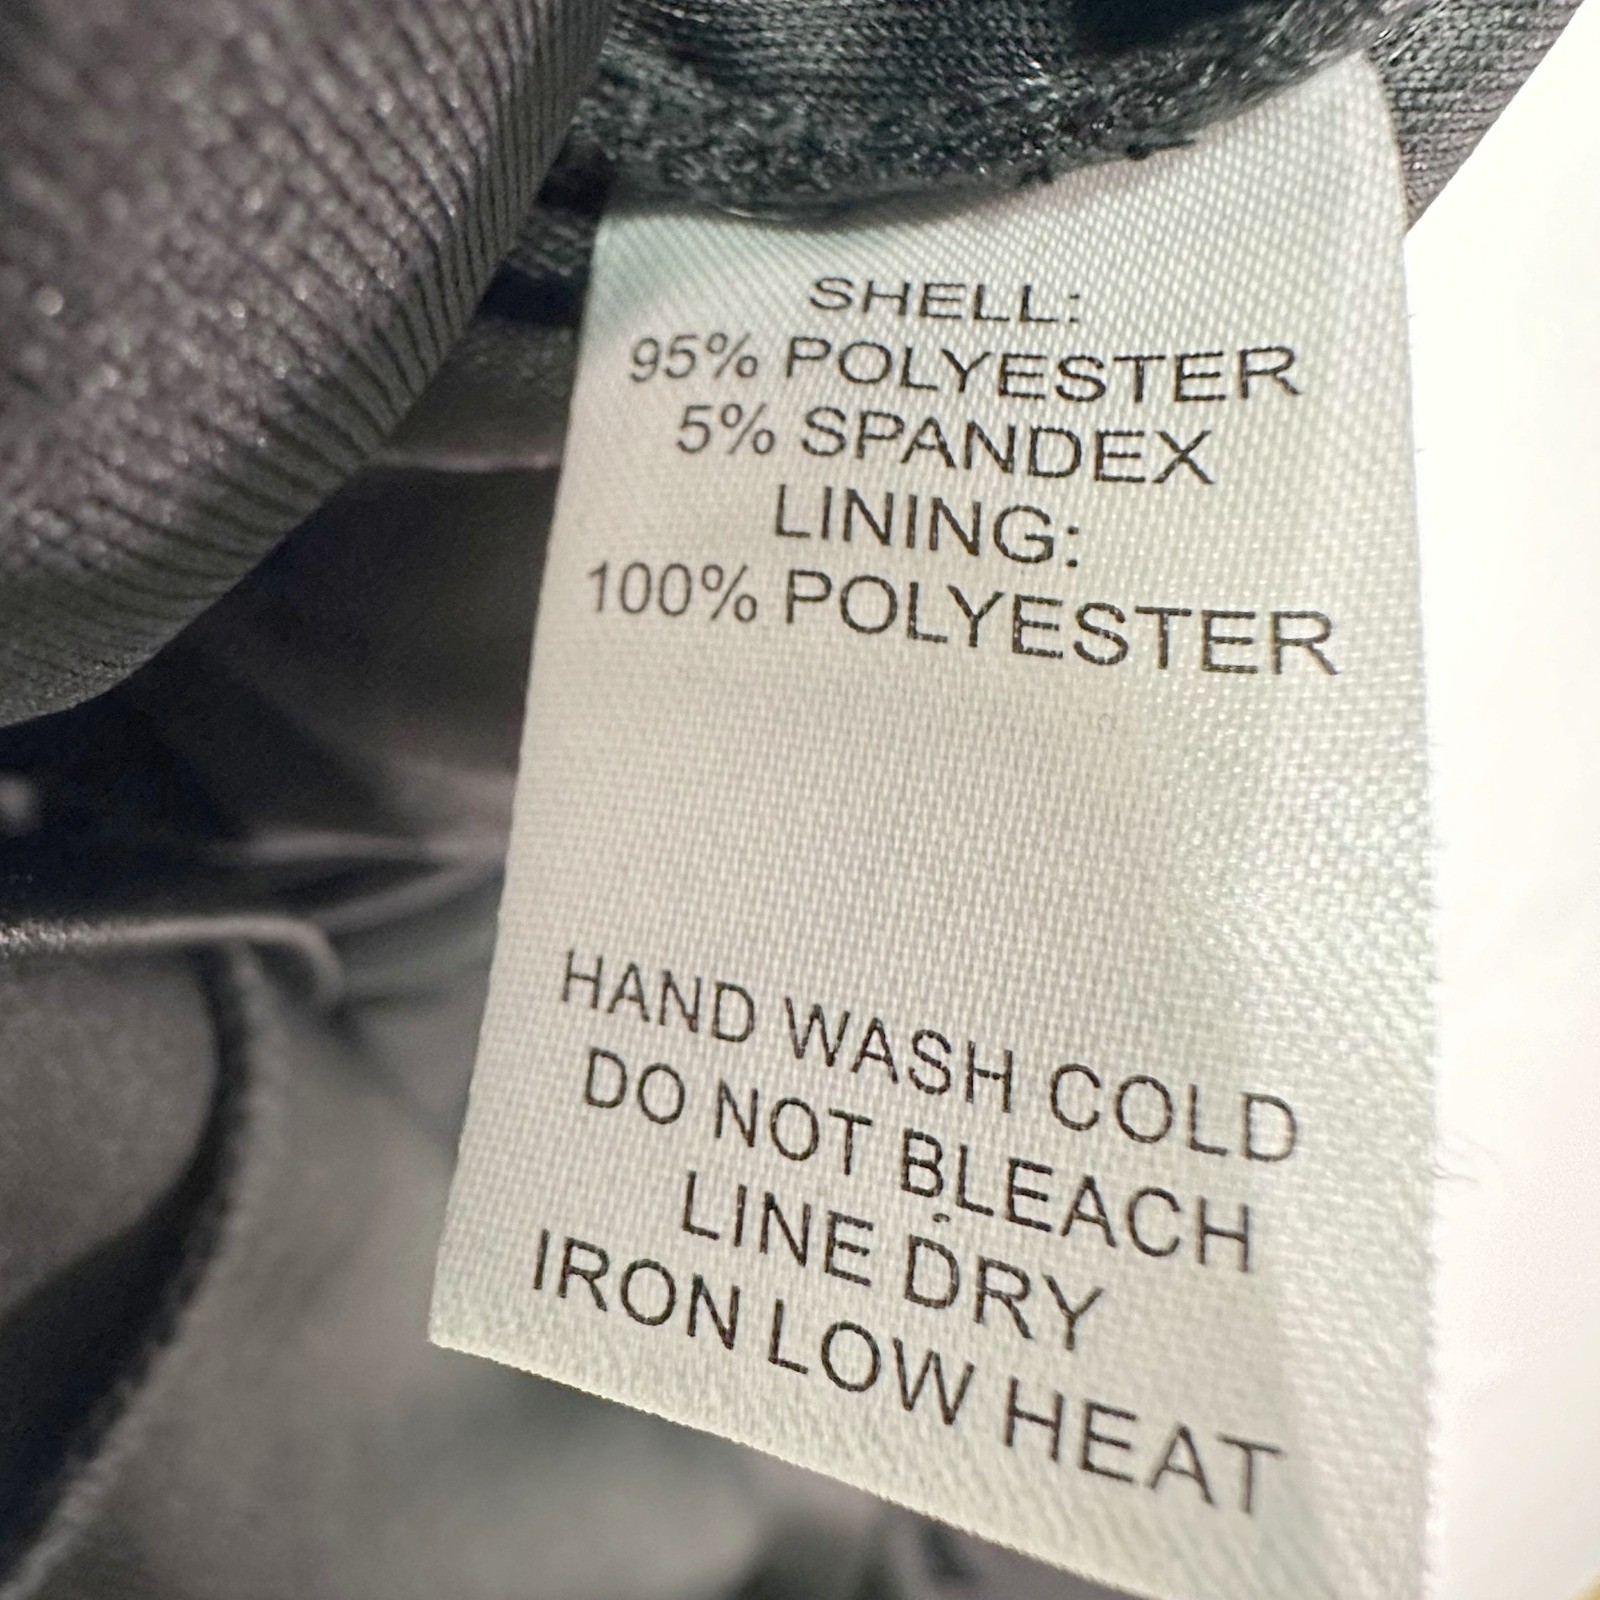 SHELL:
95% POLYESTER
5% SPANDEX
LINING:
100% POLYESTER
HAND WASH COLD
DO NOT BLEACH
LINE DRY
IRON LOW HEAT